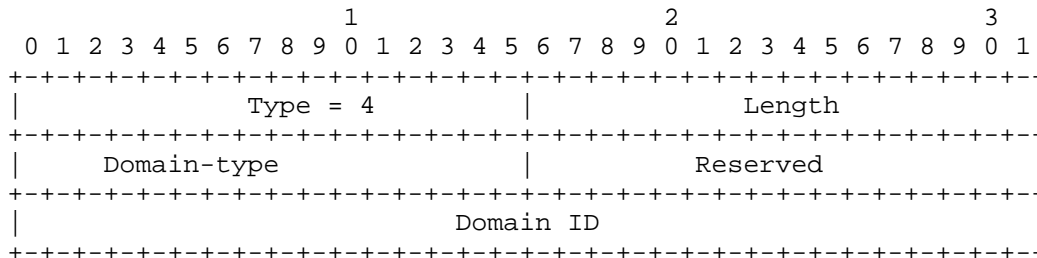 1                   2                   3
 0 1 2 3 4 5 6 7 8 9 0 1 2 3 4 5 6 7 8 9 0 1 2 3 4 5 6 7 8 9 0 1
+-+-+-+-+-+-+-+-+-+-+-+-+-+-+-+-+-+-+-+-+-+-+-+-+-+-+-+-+-+-+-+--
|              Type = 4         |             Length
+-+-+-+-+-+-+-+-+-+-+-+-+-+-+-+-+-+-+-+-+-+-+-+-+-+-+-+-+-+-+-+--
|     Domain-type               |          Reserved
+-+-+-+-+-+-+-+-+-+-+-+-+-+-+-+-+-+-+-+-+-+-+-+-+-+-+-+-+-+-+-+--
|                           Domain ID
+-+-+-+-+-+-+-+-+-+-+-+-+-+-+-+-+-+-+-+-+-+-+-+-+-+-+-+-+-+-+-+--